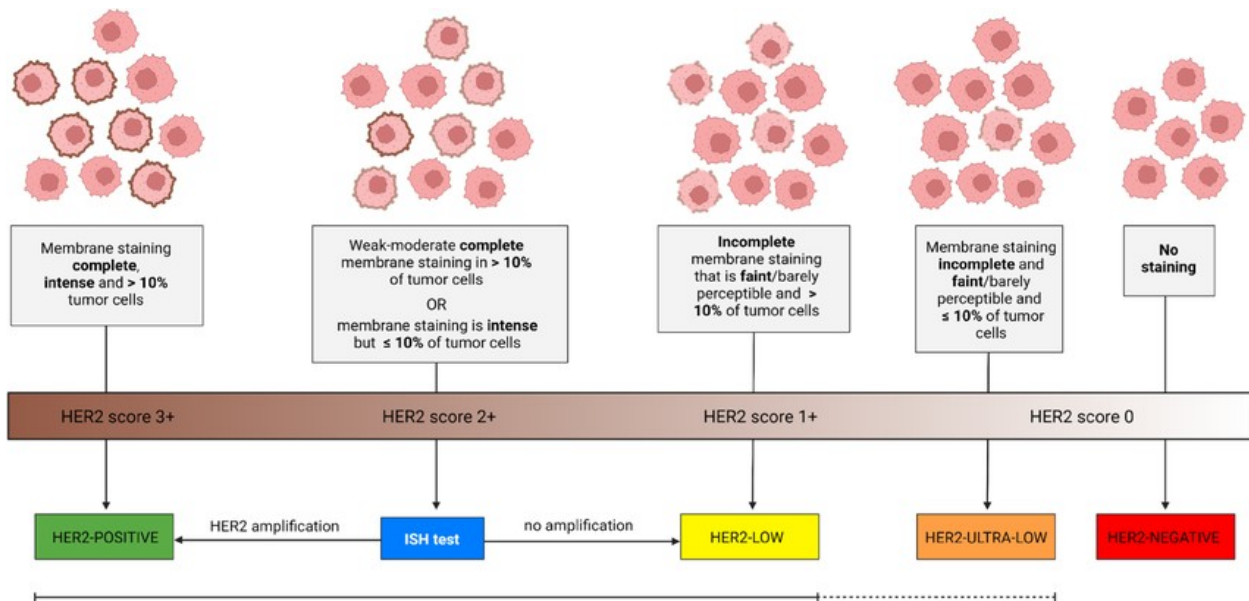 Membrane staining
complete,
intense and > 10%
tumor cells
Weak-moderate complete
membrane staining in > 10%
of tumor cells
OR
membrane staining is intense
but ≤ 10% of tumor cells
Incomplete
membrane staining
that is faint/barely
perceptible and >
10% of tumor cells
Membrane staining
incomplete and
faint/barely
perceptible and
≤ 10% of tumor
cells
No
staining
HER2 score 3+
HER2 score 2+
HER2 score 1+
HER2 score 0
HER2-POSITIVE
HER2 amplification
ISH test
no amplification
HER2-LOW
HER2-ULTRA-LOW
HER2-NEGATIVE